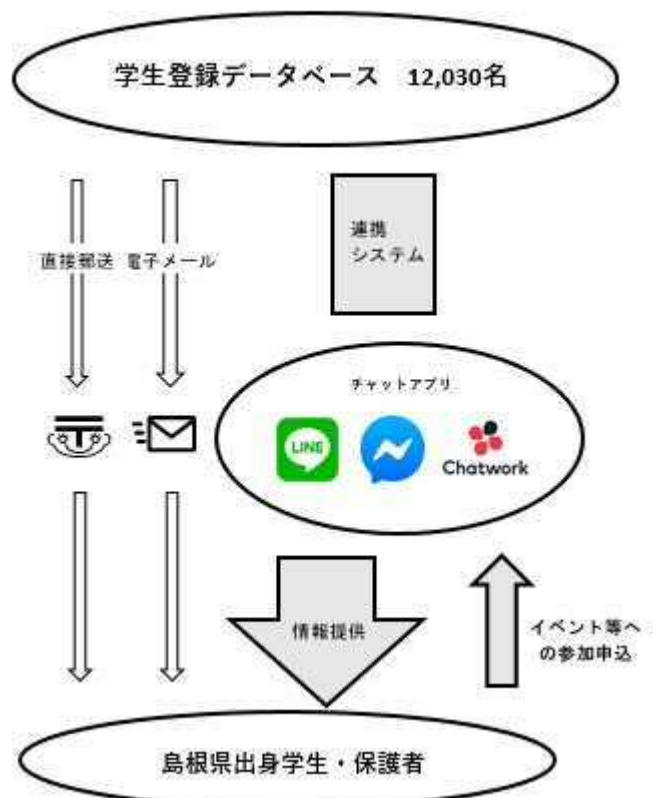 学生登録データベース　12,030名
直接郵送
電子メール
連携
システム
チャットアプリ
LINE
Chatwork
情報提供
イベント等へ
の参加申込
島根県出身学生・保護者